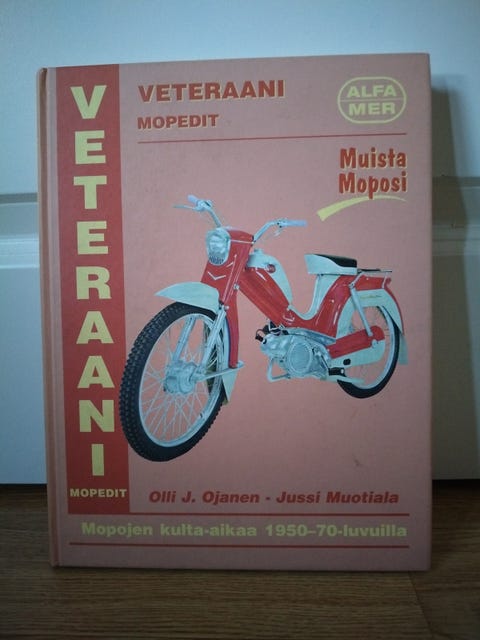 VETERAANI
MOPEDIT
VETERAANI
MOPEDIT
ALFA
MER
Muista
Moposi
Olli J. Ojanen - Jussi Muotiala
Mopojen kulta-aikaa 1950–70-luvuilla